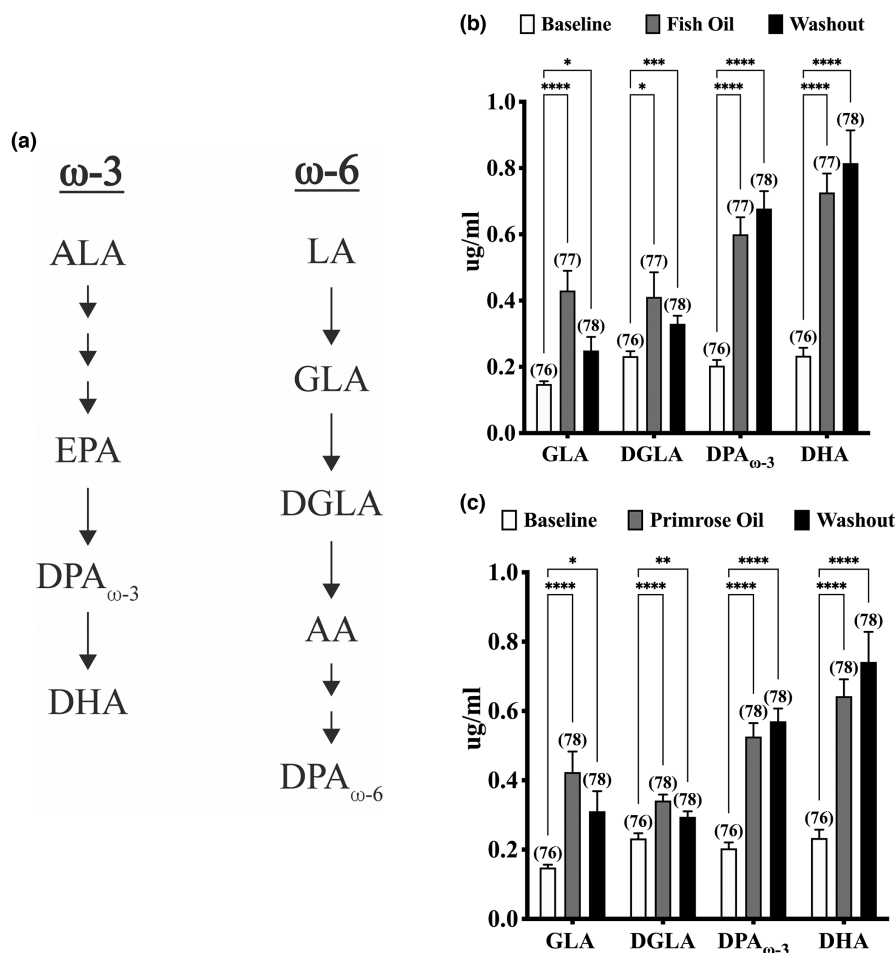 (a)
ω-3
ALA
EPA
DPAω-3
DHA
ω-6
LA
GLA
DGLA
AA
DPAω-6
(b)
Baseline Fish Oil Washout
* *** **** ****
**** * **** ****
ug/ml
1.0
0.8
0.6
0.4
0.2
0.0
(76) (77) (78) (76) (77) (78) (76) (77) (78) (76) (77) (78)
GLA DGLA DPAω-3 DHA
(c)
Baseline Primrose Oil Washout
* ** **** ****
**** **** **** ****
ug/ml
1.0
0.8
0.6
0.4
0.2
0.0
(76) (78) (78) (76) (78) (78) (76) (78) (78) (76) (78) (78)
GLA DGLA DPAω-3 DHA